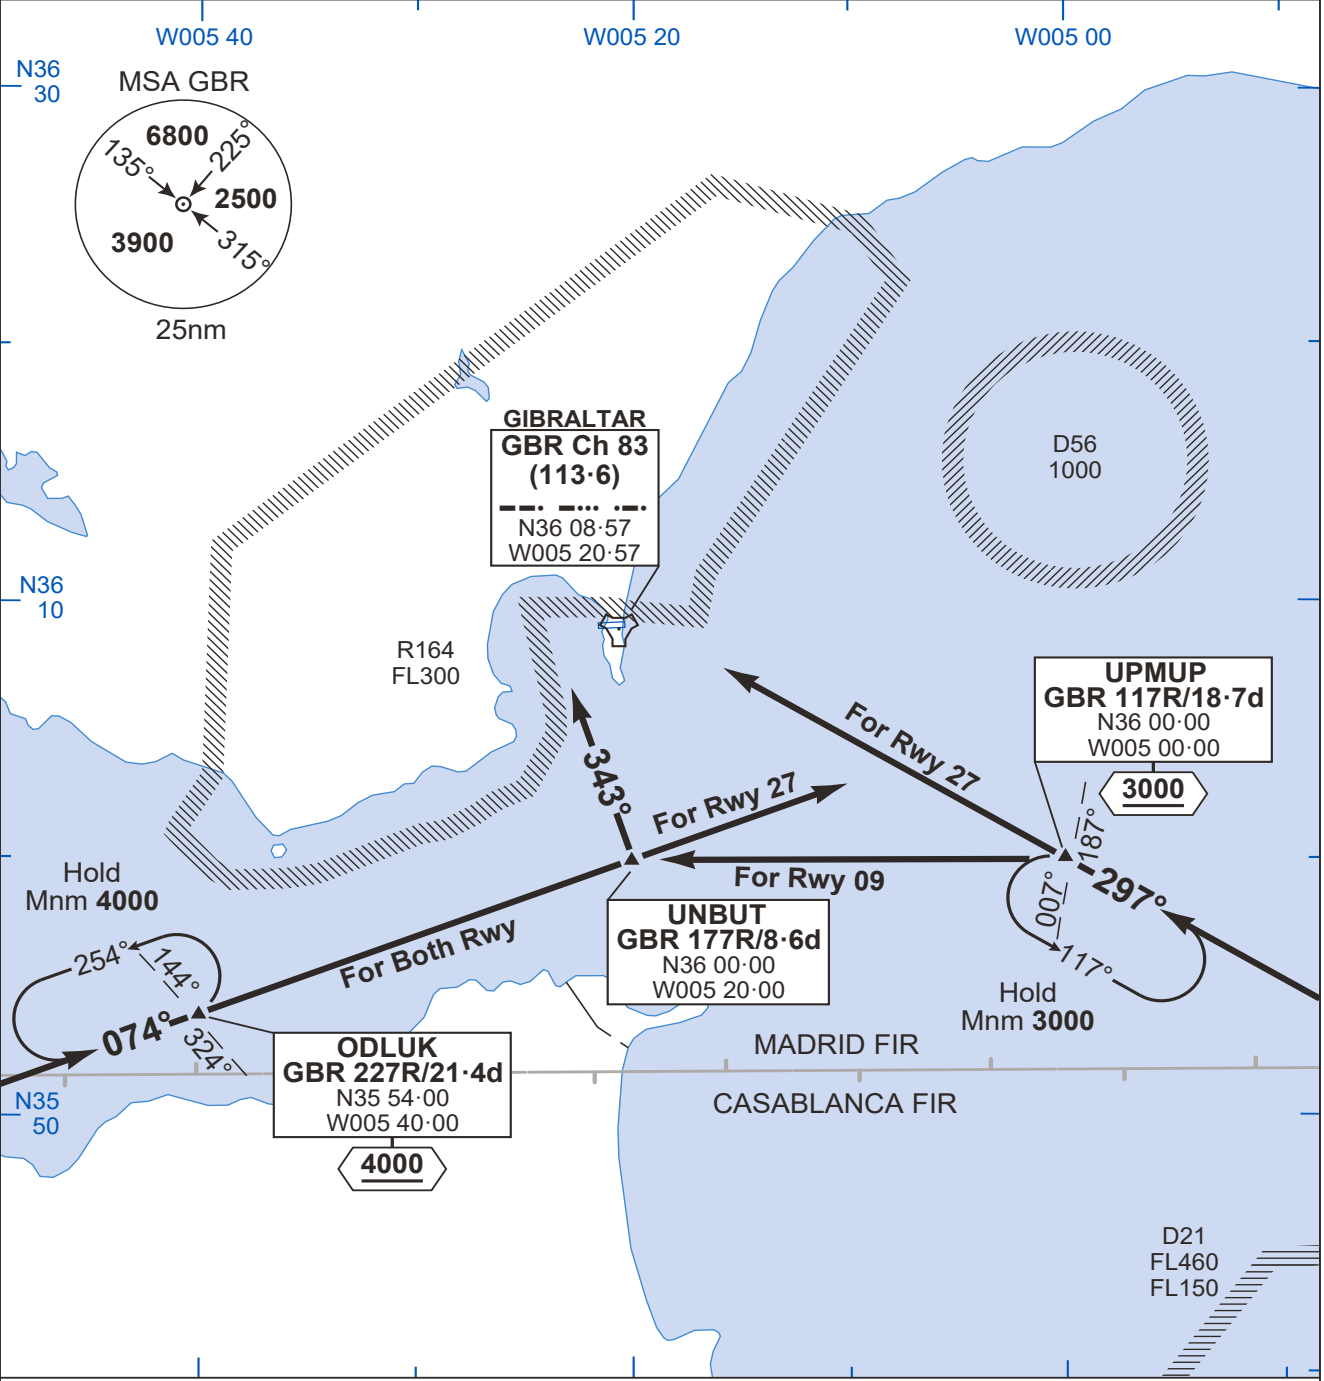 W005 40
W005 20
W005 00
N36
30
MSA GBR
6800
135°
225°
2500
3900
315°
25nm
GIBRALTAR
GBR Ch 83
(113·6)
N36 08·57
W005 20·57
D56
1000
N36
10
R164
FL300
UPMUP
GBR 117R/18·7d
N36 00·00
W005 00·00
3000
For Rwy 27
343°
For Rwy 27
187°
For Rwy 09
007°
297°
Hold
Mnm 4000
254°
144°
For Both Rwy
UNBUT
GBR 177R/8·6d
N36 00·00
W005 20·00
117°
Hold
Mnm 3000
074°
324°
ODLUK
GBR 227R/21·4d
N35 54·00
W005 40·00
4000
MADRID FIR
CASABLANCA FIR
N35
50
D21
FL460
FL150